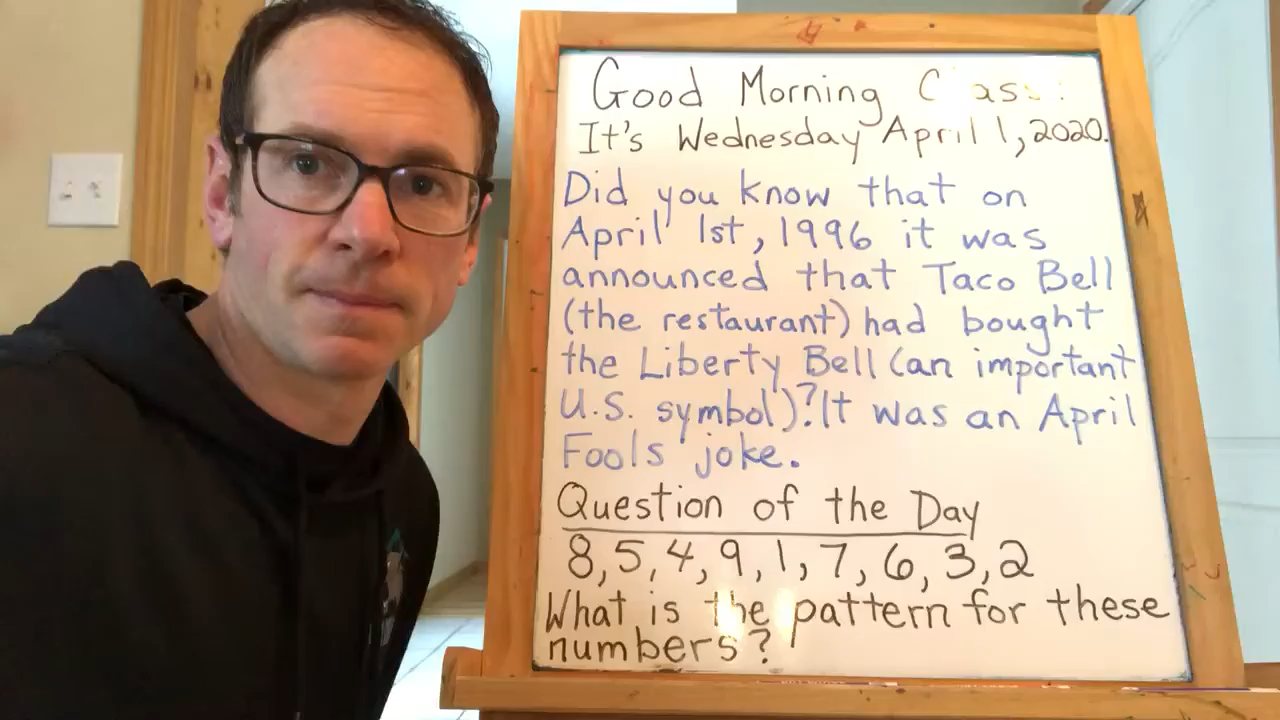 Good Morning C as :
It's Wednesday April 1, 2020.
Did you know that on
April 1st, 1996 it was
announced that Taco Bell
(the restaurant) had bought
the Liberty Bell (an important
U.S. symbol)? It was an April
Fools joke.
Question of the Day
8, 5, 4, 9, 1, 7, 6, 3, 2
What is the pattern for these
numbers?